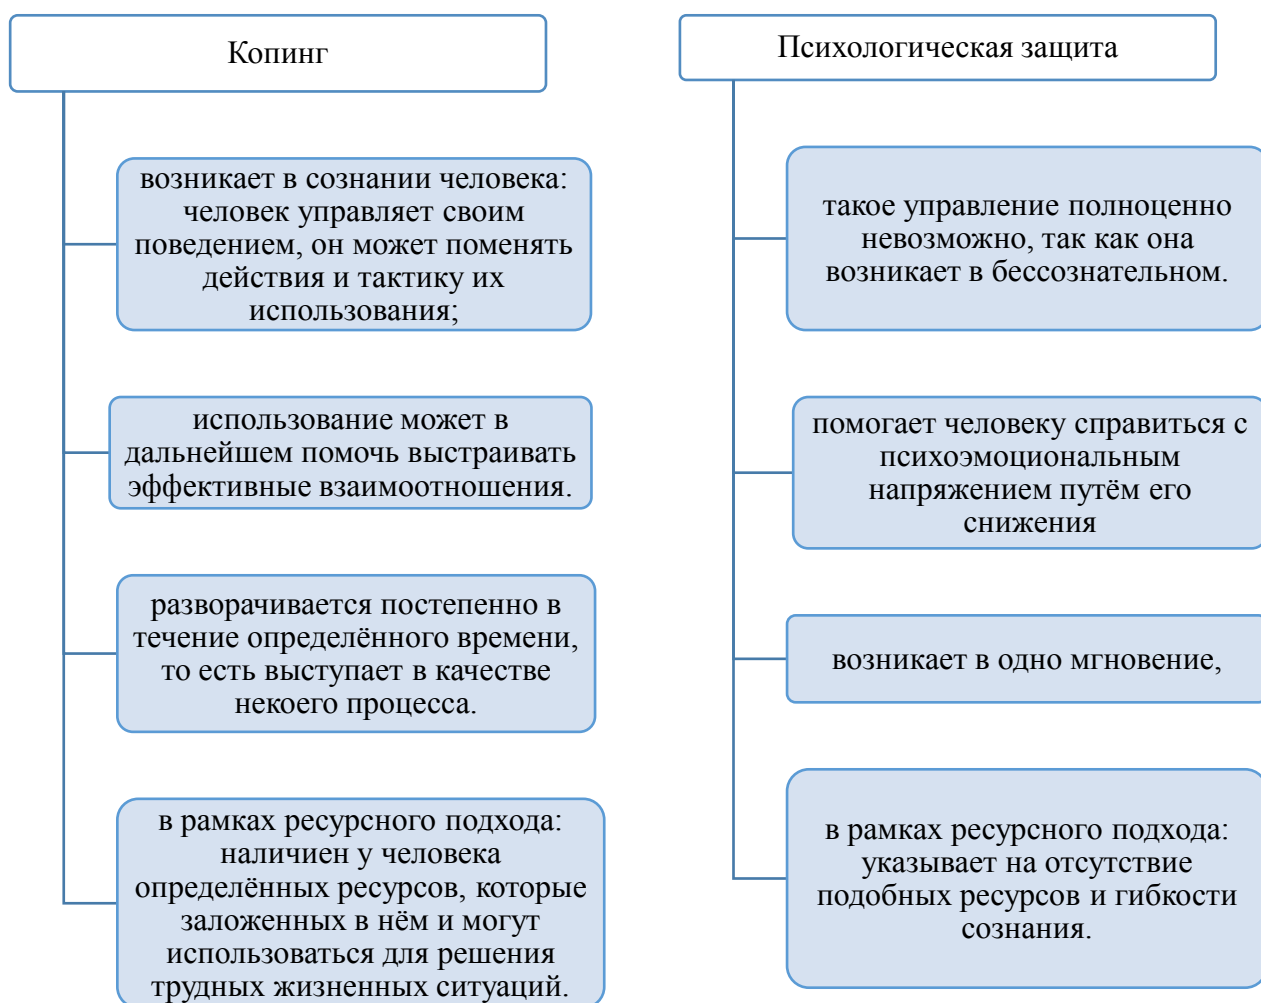 Копинг
возникает в сознании человека:
человек управляет своим
поведением, он может поменять
действия и тактику их
использования;
использование может в
дальнейшем помочь выстраивать
эффективные взаимоотношения.
разворачивается постепенно в
течение определённого времени,
то есть выступает в качестве
некоего процесса.
в рамках ресурсного подхода:
наличиен у человека
определённых ресурсов, которые
заложенных в нём и могут
использоваться для решения
трудных жизненных ситуаций.
Психологическая защита
такое управление полноценно
невозможно, так как она
возникает в бессознательном.
помогает человеку справиться с
психоэмоциональным
напряжением путём его
снижения
возникает в одно мгновение,
в рамках ресурсного подхода:
указывает на отсутствие
подобных ресурсов и гибкости
сознания.